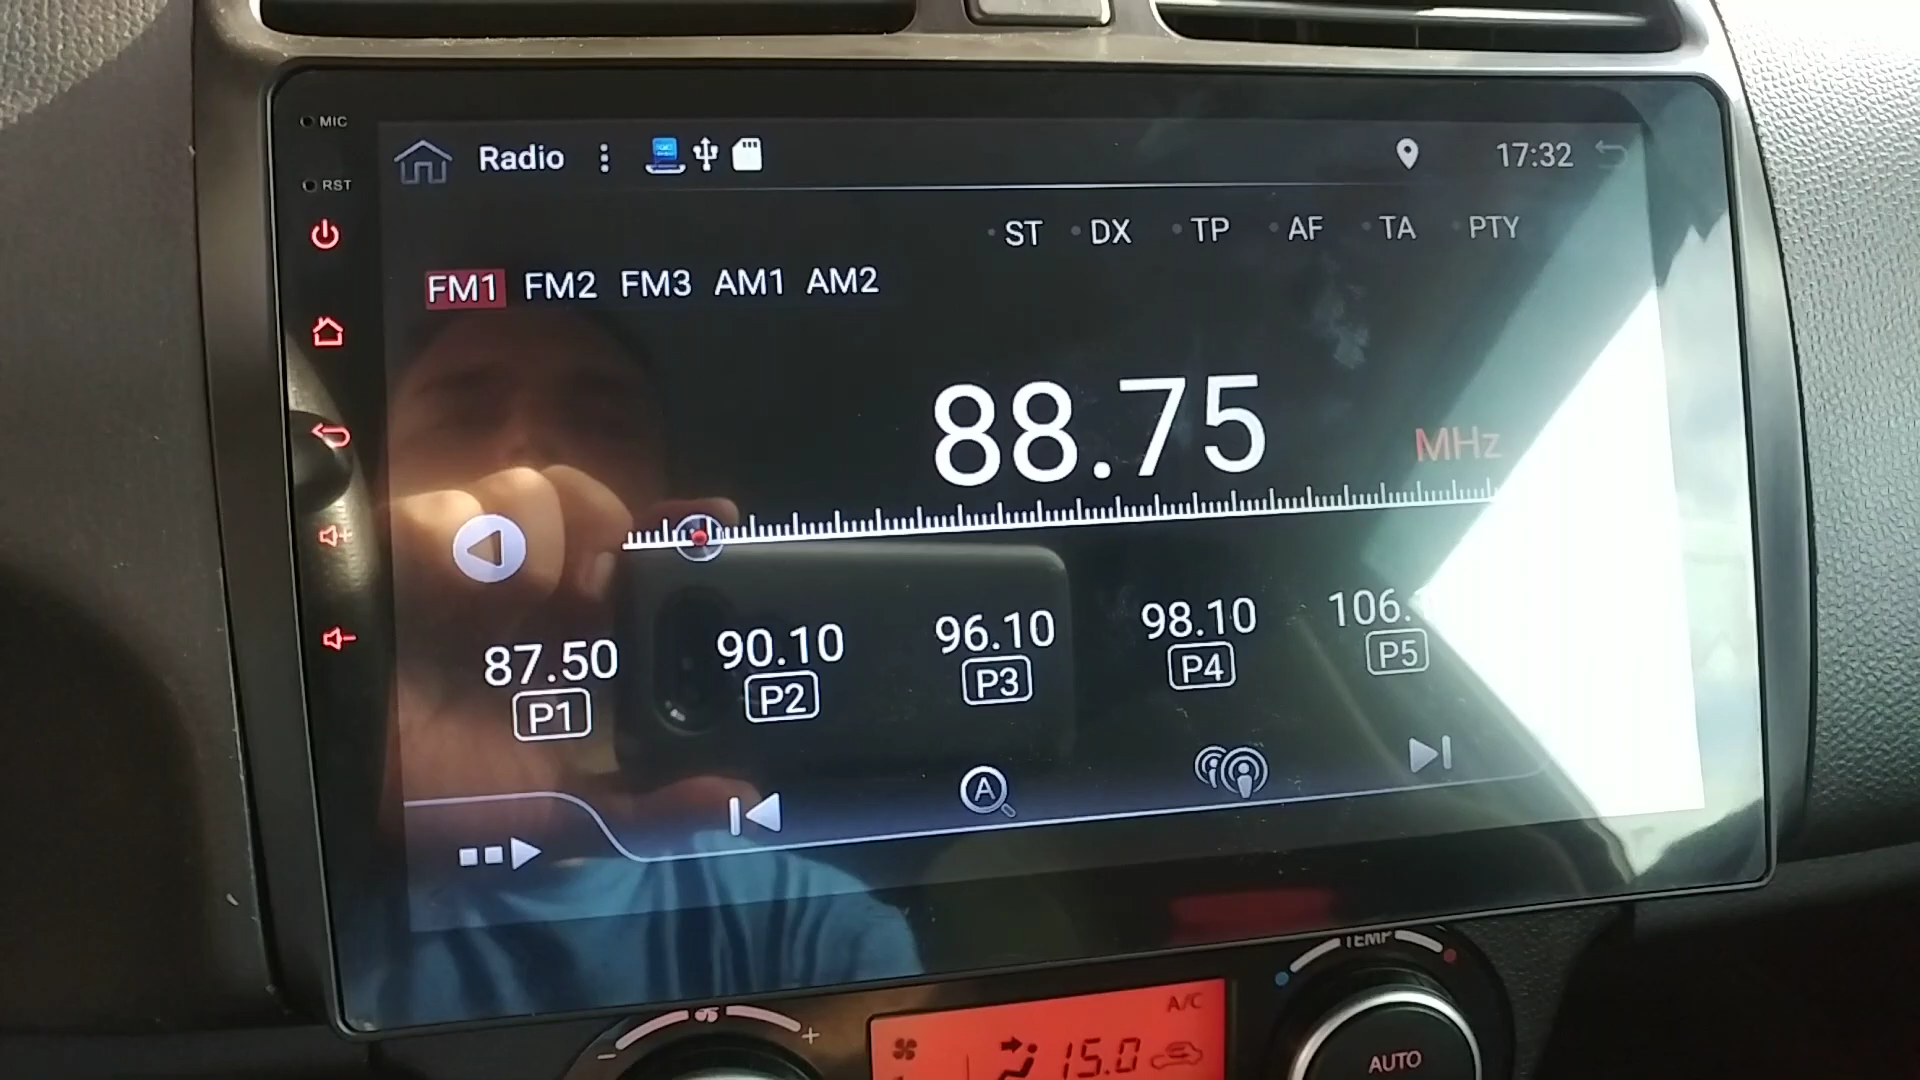 MIC
Radio
17:32
RST
ST DX TP AF TA PTY
FM1 FM2 FM3 AM1 AM2
88.75 MHz
87.50 90.10 96.10 98.10 106.
P1 P2 P3 P4 P5
A
TEMP
A/C
- +
15.0
AUTO